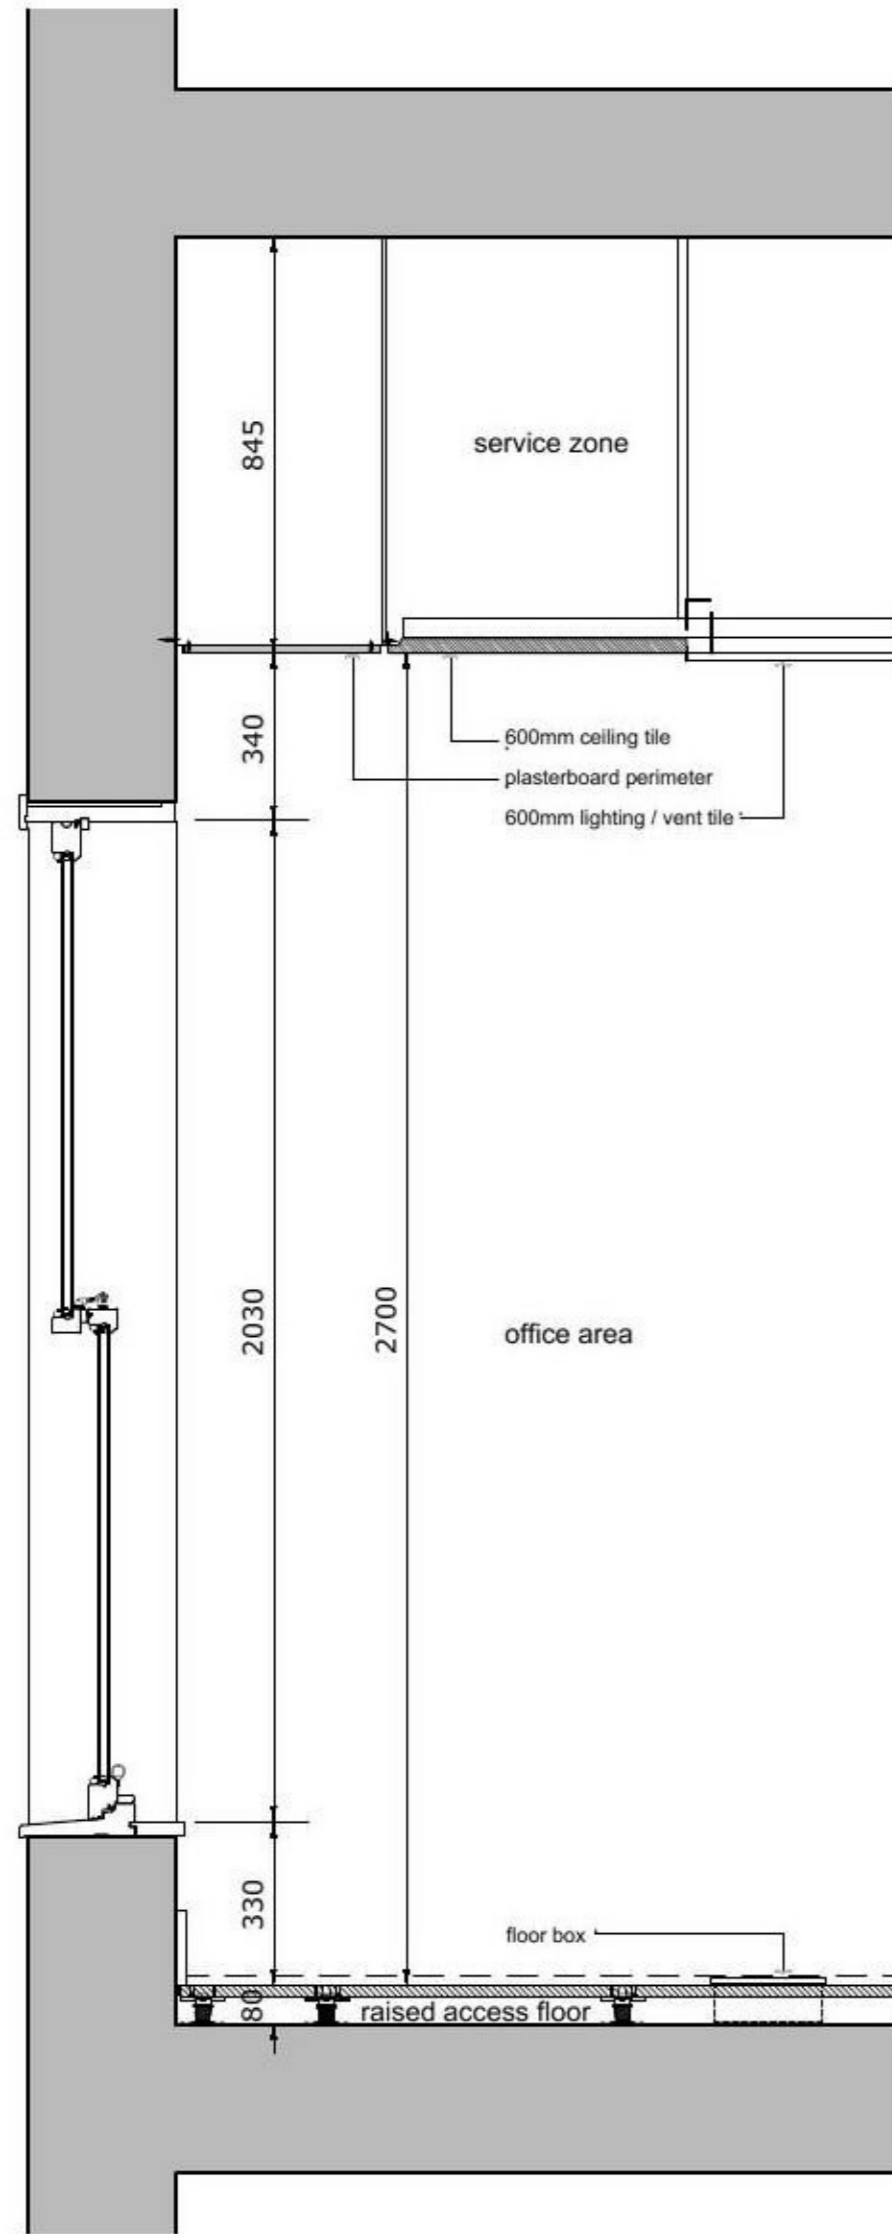 845
service zone
340
600mm ceiling tile
plasterboard perimeter
600mm lighting / vent tile
2030
2700
office area
330
floor box
80
raised access floor